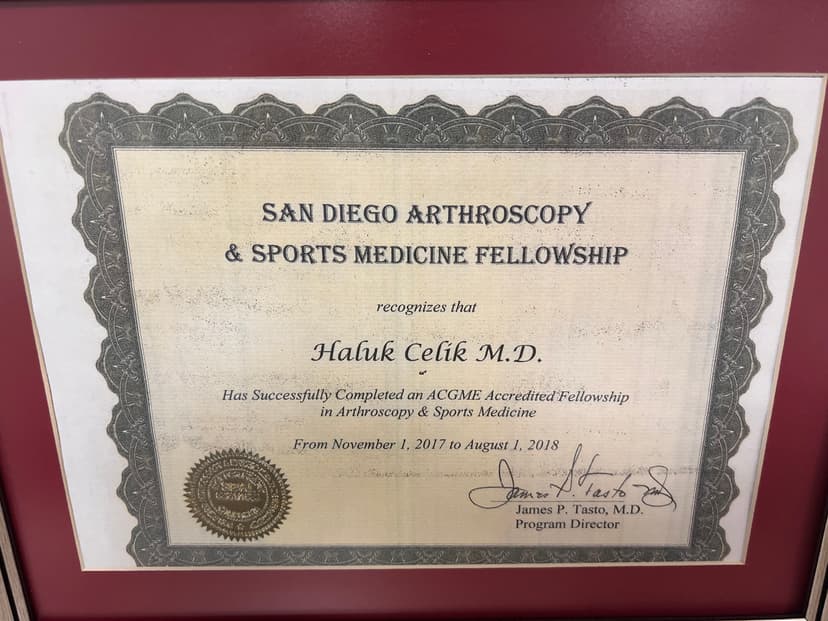 SAN DIEGO ARTHROSCOPY
& SPORTS MEDICINE FELLOWSHIP
recognizes that
Haluk Celik M.D.
Has Successfully Completed an ACGME Accredited Fellowship
in Arthroscopy & Sports Medicine
From November 1, 2017 to August 1, 2018
James P. Tasto, M.D.
Program Director